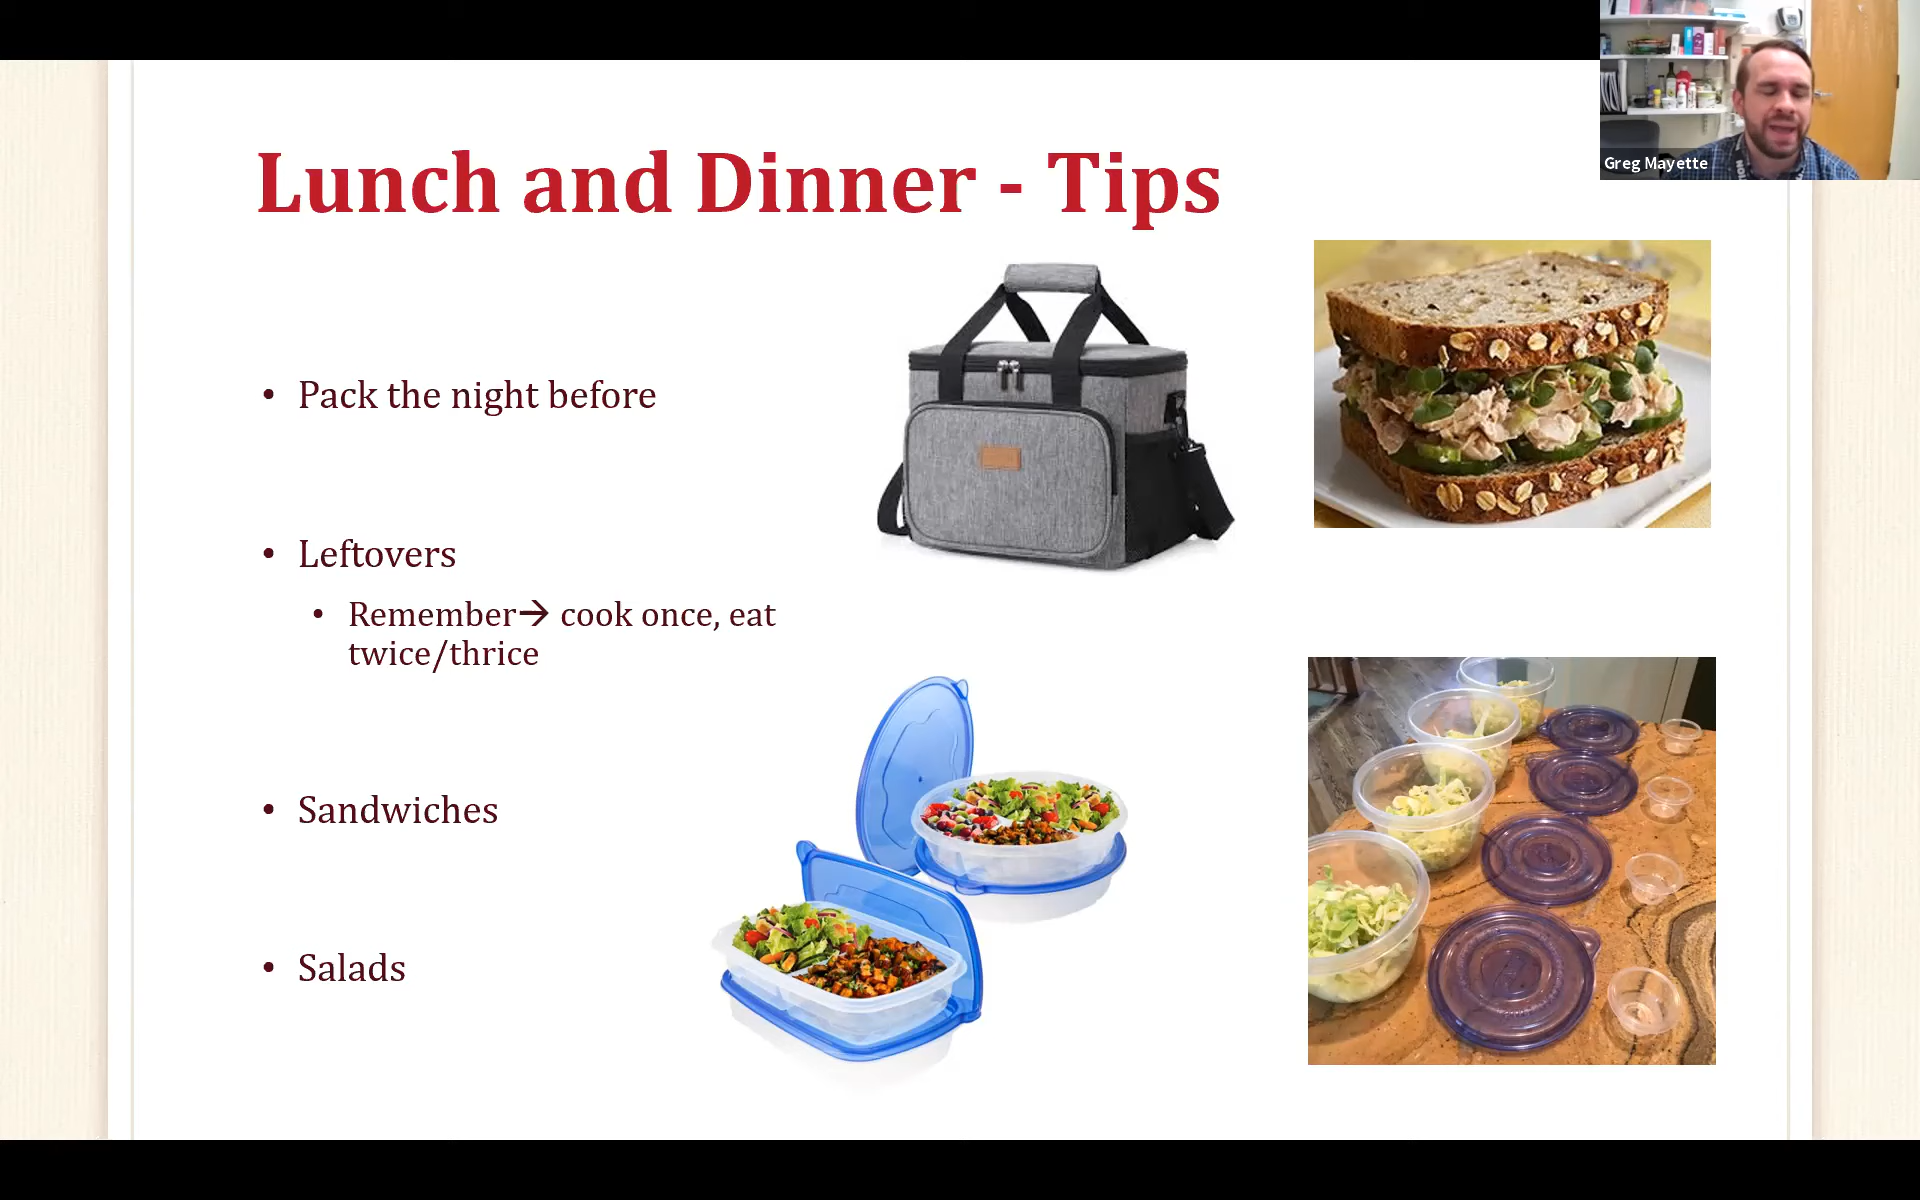 Greg Mayette
Lunch and Dinner - Tips
• Pack the night before
• Leftovers
• Remember→ cook once, eat
twice/thrice
• Sandwiches
• Salads